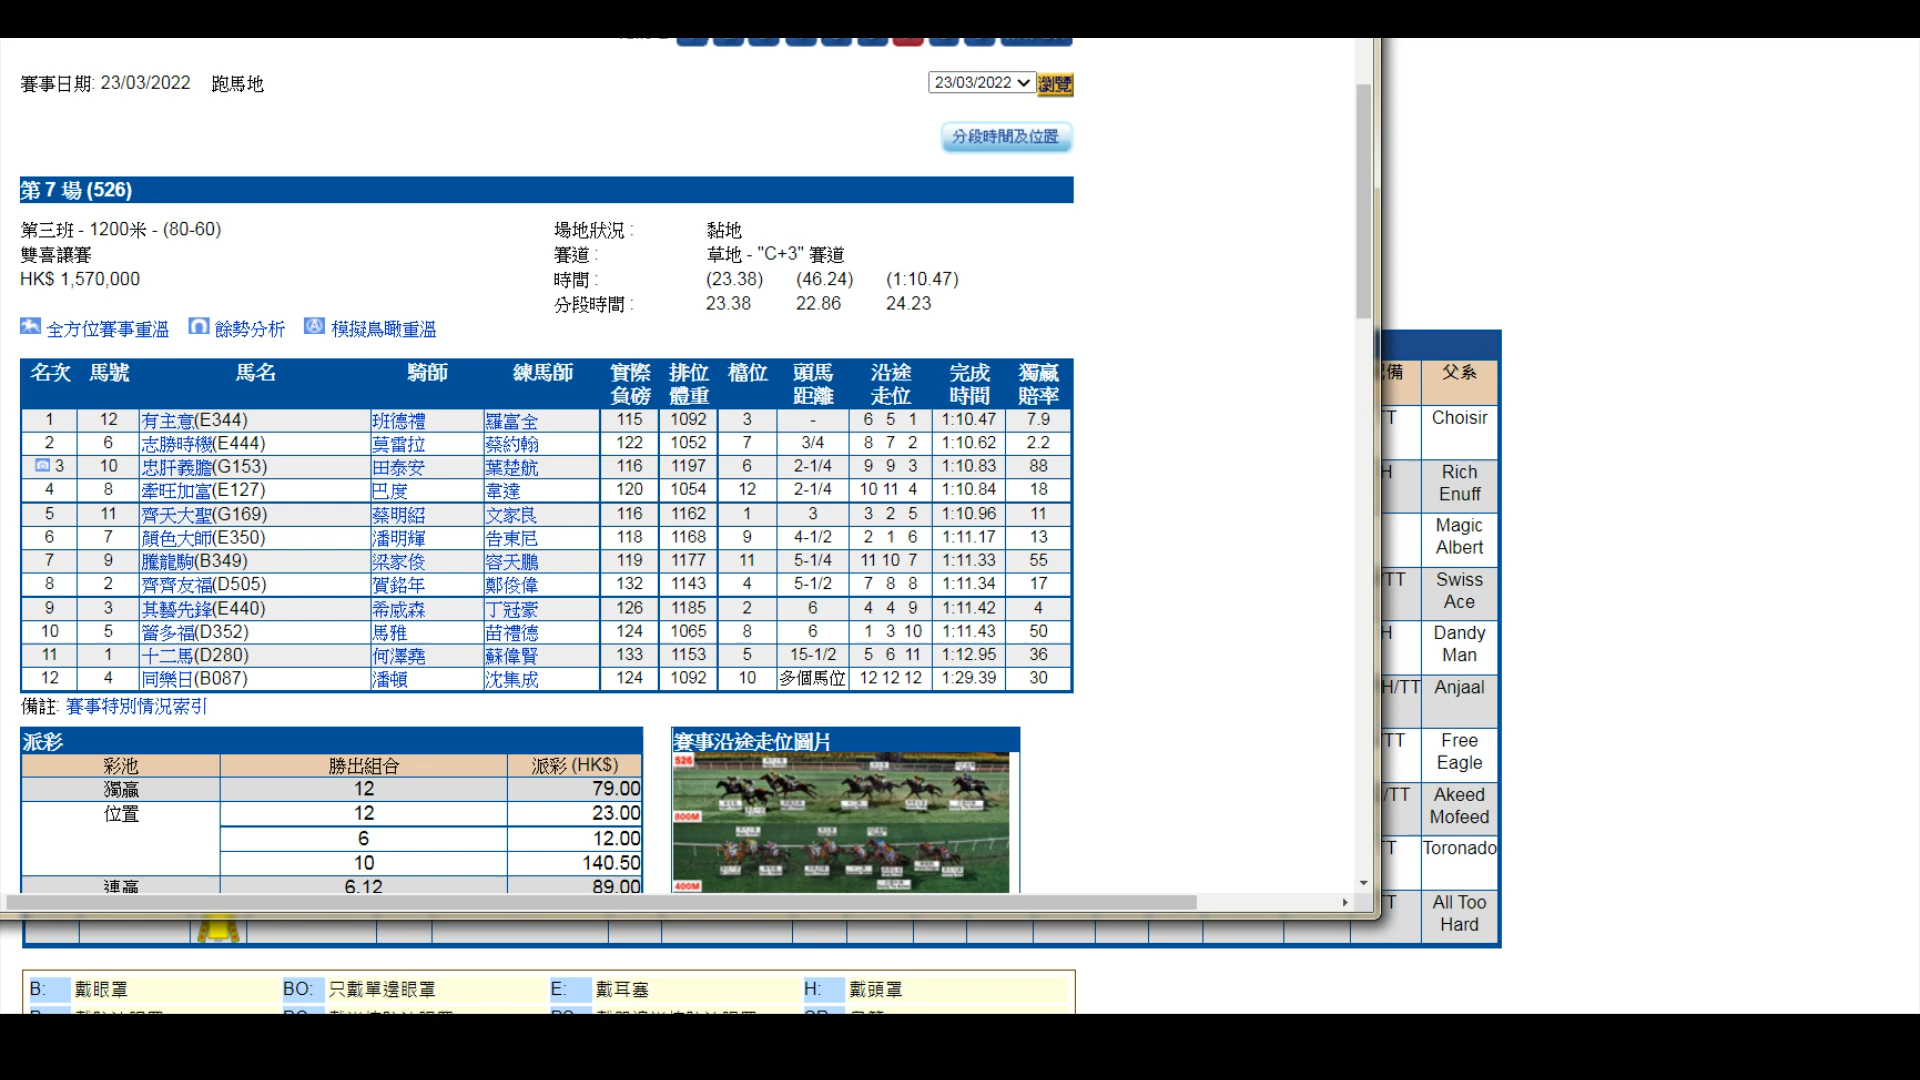 賽事日期: 23/03/2022 跑馬地
23/03/2022 瀏覽
分段時間及位置
第 7 場 (526)
第三班 - 1200米 - (80-60) 場地狀況 : 黏地
雙喜讓賽 賽道 : 草地 - "C+3" 賽道
HK$ 1,570,000 時間 : (23.38) (46.24) (1:10.47)
分段時間 : 23.38 22.86 24.23
全方位賽事重溫 餘勢分析 模擬鳥瞰重溫
名次 馬號 馬名 騎師 練馬師 實際負磅 排位體重 檔位 頭馬距離 沿途走位 完成時間 獨贏賠率
1 12 有主意(E344) 班德禮 羅富全 115 1092 3 - 6 5 1 1:10.47 7.9
2 6 志勝時機(E444) 莫雷拉 蔡約翰 122 1052 7 3/4 8 7 2 1:10.62 2.2
3 10 忠肝義膽(G153) 田泰安 葉楚航 116 1197 6 2-1/4 9 9 3 1:10.83 88
4 8 牽旺加富(E127) 巴度 韋達 120 1054 12 2-1/4 10 11 4 1:10.84 18
5 11 齊天大聖(G169) 蔡明紹 文家良 116 1162 1 3 3 2 5 1:10.96 11
6 7 顏色大師(E350) 潘明輝 告東尼 118 1168 9 4-1/2 2 1 6 1:11.17 13
7 9 騰龍駒(B349) 梁家俊 容天鵬 119 1177 11 5-1/4 11 10 7 1:11.33 55
8 2 齊齊友福(D505) 賀銘年 鄭俊偉 132 1143 4 5-1/2 7 8 8 1:11.34 17
9 3 其藝先鋒(E440) 希威森 丁冠豪 126 1185 2 6 4 4 9 1:11.42 4
10 5 醫多福(D352) 馬雅 苗禮德 124 1065 8 6 1 3 10 1:11.43 50
11 1 十二馬(D280) 何澤堯 蘇偉賢 133 1153 5 15-1/2 5 6 11 1:12.95 36
12 4 同樂日(B087) 潘頓 沈集成 124 1092 10 多個馬位 12 12 12 1:29.39 30
備註: 賽事特別情況索引
派彩
彩池 勝出組合 派彩 (HK$)
獨贏 12 79.00
位置 12 23.00
6 12.00
10 140.50
連贏 6,12 89.00
賽事沿途走位圖片
526
800M
400M
備 父系
TT Choisir
H Rich Enuff
Magic Albert
/TT Swiss Ace
H Dandy Man
H/TT Anjaal
TT Free Eagle
/TT Akeed Mofeed
TT Toronado
TT All Too Hard
B: 戴眼罩 BO: 只戴單邊眼罩 E: 戴耳塞 H: 戴頭罩